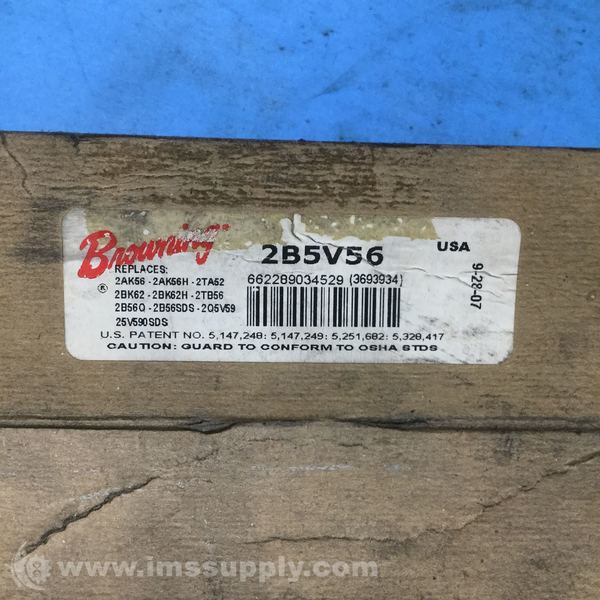 Browning
2B5V56
USA
9-28-07
REPLACES:
2AK56 - 2AK56H - 2TA52
2BK62 - 2BK62H - 2TB56
2B56Q - 2B56SDS - 2Q5V59
25V590SDS
®
662289034529 (3693934)
U.S. PATENT NO. 5,147,248: 5,147,249: 5,251,682: 5,328,417
CAUTION: GUARD TO CONFORM TO OSHA STDS
www.imssupply.com